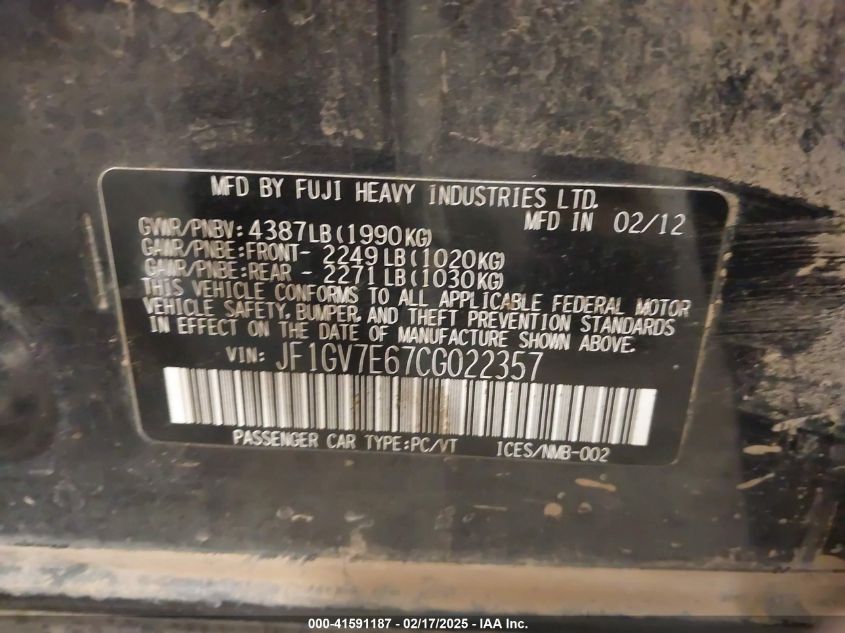 MFD BY FUJI HEAVY INDUSTRIES LTD.
MFD IN 02/12
GVWR/PNBV: 4387LB(1990KG)
GAWR/PNBE:FRONT- 2249LB(1020KG)
GAWR/PNBE:REAR - 2271LB(1030KG)
THIS VEHICLE CONFORMS TO ALL APPLICABLE FEDERAL MOTOR
VEHICLE SAFETY, BUMPER, AND THEFT PREVENTION STANDARDS
IN EFFECT ON THE DATE OF MANUFACTURE SHOWN ABOVE.
VIN: JF1GV7E67CG022357
PASSENGER CAR TYPE:PC/VT ICES/NMB-002
000-41591187 - 02/17/2025 - IAA Inc.